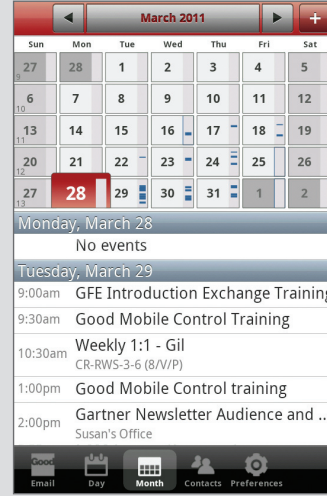 March 2011 +
Sun Mon Tue Wed Thu Fri Sat
27 28 1 2 3 4 5
9
6 7 8 9 10 11 12
10
13 14 15 16 17 18 19
11
20 21 22 23 24 25 26
12
27 28 29 30 31 1 2
13
Monday, March 28
No events
Tuesday, March 29
9:00am GFE Introduction Exchange Training
9:30am Good Mobile Control Training
10:30am Weekly 1:1 - Gil
CR-RWS-3-6 (8/V/P)
1:00pm Good Mobile Control training
2:00pm Gartner Newsletter Audience and ...
Susan's Office
Good
Email Day Month Contacts Preferences